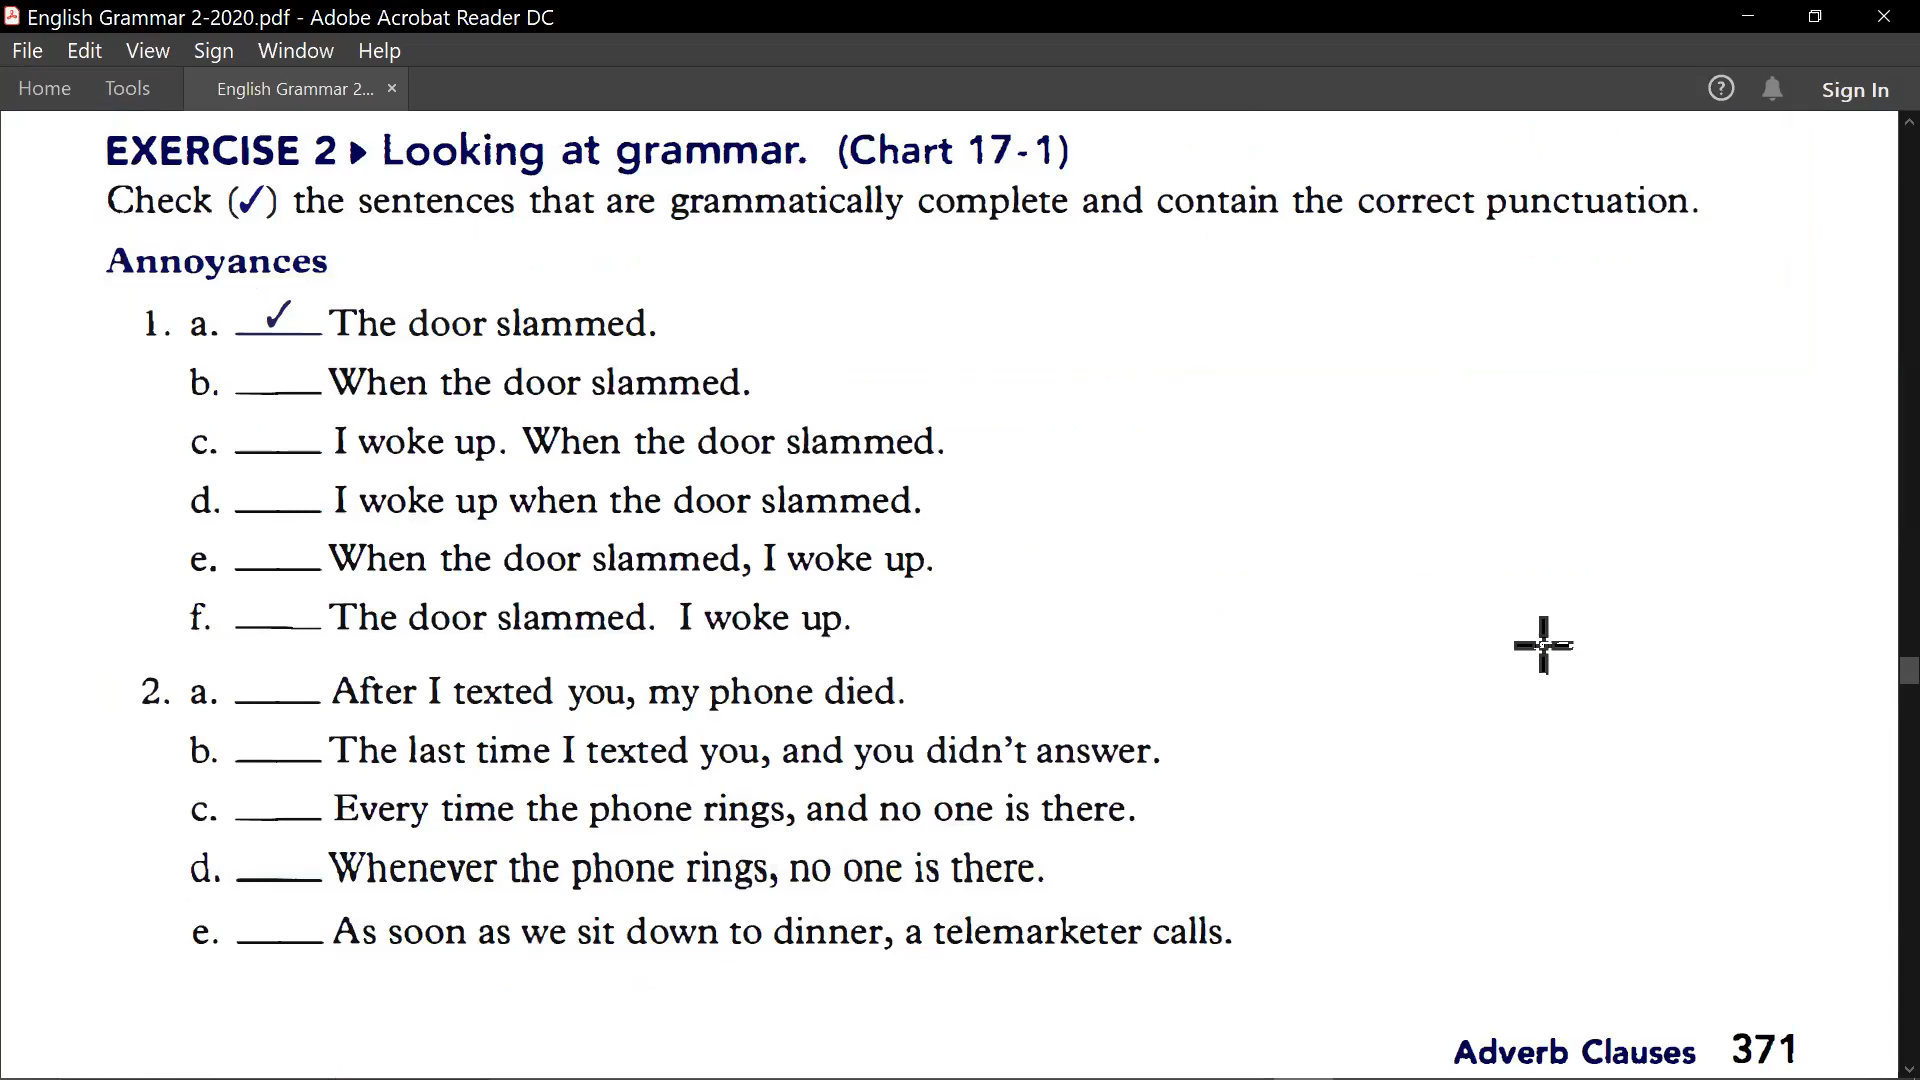 English Grammar 2-2020.pdf - Adobe Acrobat Reader DC
File Edit View Sign Window Help
Home Tools English Grammar 2... × ? Sign In
EXERCISE 2 ▶ Looking at grammar. (Chart 17-1)
Check (✓) the sentences that are grammatically complete and contain the correct punctuation.
Annoyances
1. a. __✓__ The door slammed.
b. ____ When the door slammed.
c. ____ I woke up. When the door slammed.
d. ____ I woke up when the door slammed.
e. ____ When the door slammed, I woke up.
f. ____ The door slammed. I woke up.
2. a. ____ After I texted you, my phone died.
b. ____ The last time I texted you, and you didn't answer.
c. ____ Every time the phone rings, and no one is there.
d. ____ Whenever the phone rings, no one is there.
e. ____ As soon as we sit down to dinner, a telemarketer calls.
Adverb Clauses 371